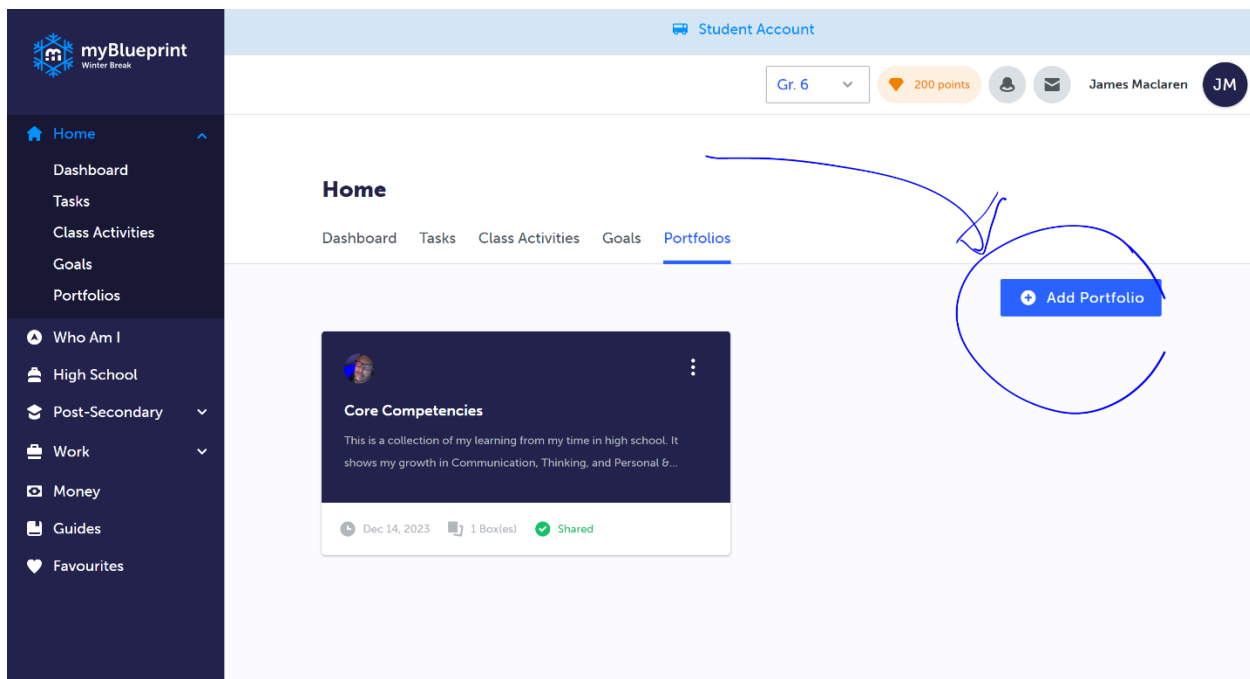 myBlueprint
Winter Break
Student Account
Gr. 6
200 points
James Maclaren
JM
Home
Dashboard
Tasks
Class Activities
Goals
Portfolios
Who Am I
High School
Post-Secondary
Work
Money
Guides
Favourites
Home
Dashboard Tasks Class Activities Goals Portfolios
Add Portfolio
Core Competencies
This is a collection of my learning from my time in high school. It
shows my growth in Communication, Thinking, and Personal &...
Dec 14, 2023 1 Box(es) Shared